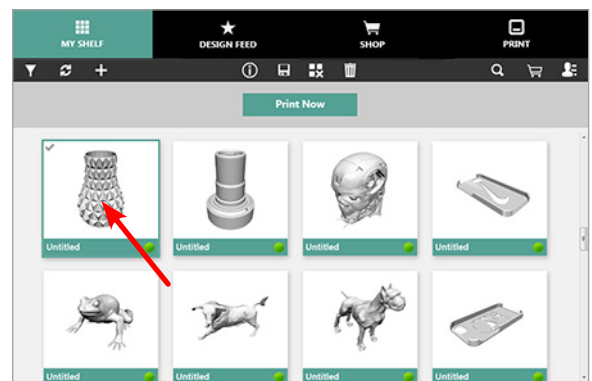 MY SHELF
DESIGN FEED
SHOP
PRINT
Print Now
Untitled
Untitled
Untitled
Untitled
Untitled
Untitled
Untitled
Untitled